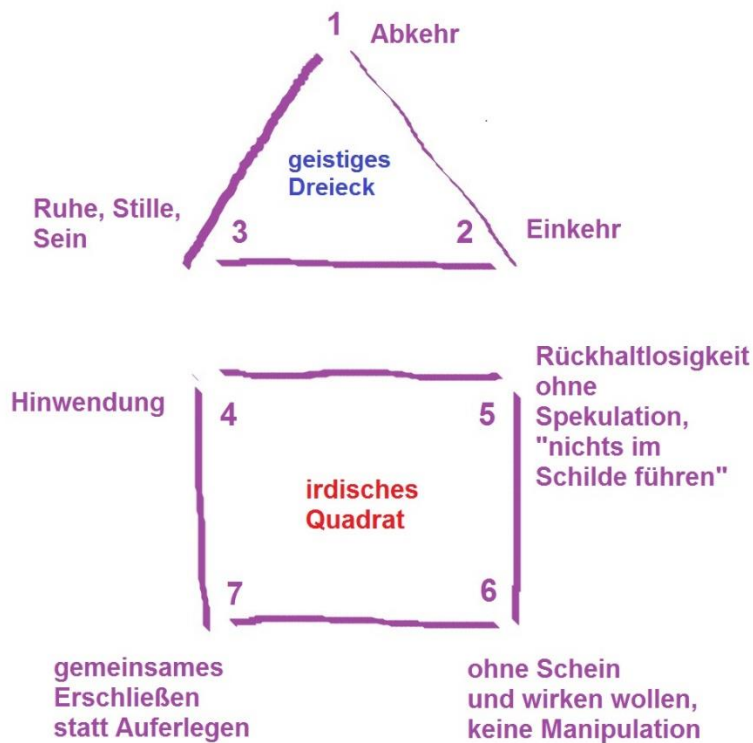 1 Abkehr
geistiges
Dreieck
Ruhe, Stille,
Sein
3
2
Einkehr
Hinwendung
4
5
Rückhaltlosigkeit
ohne
Spekulation,
"nichts im
Schilde führen"
irdisches
Quadrat
7
6
gemeinsames
Erschließen
statt Auferlegen
ohne Schein
und wirken wollen,
keine Manipulation